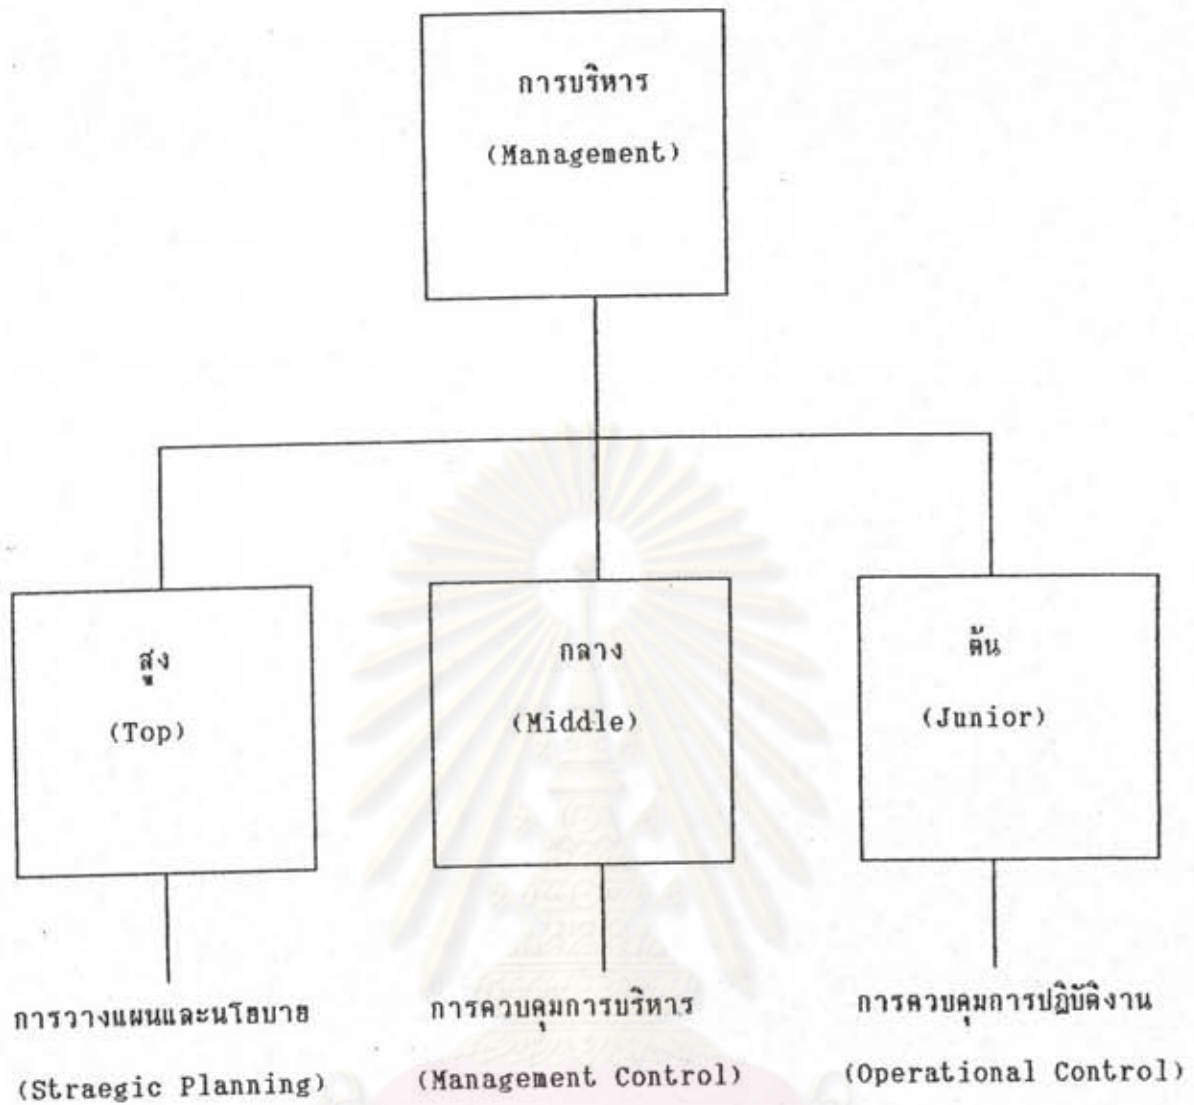 การบริหาร
(Management)
สูง
(Top)
กลาง
(Middle)
ต้น
(Junior)
การวางแผนและนโยบาย
(Straegic Planning)
การควบคุมการบริหาร
(Management Control)
การควบคุมการปฏิบัติงาน
(Operational Control)